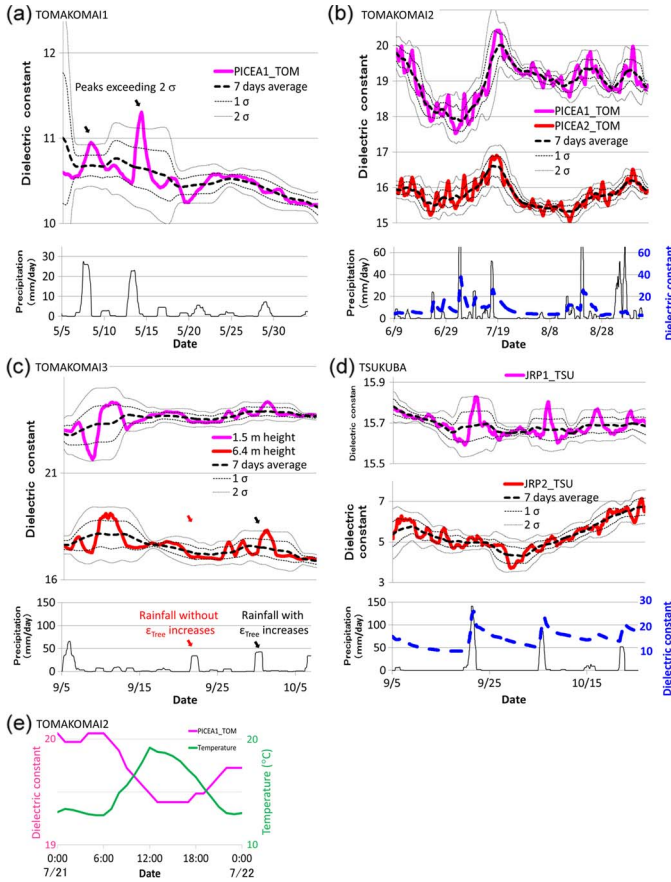 (a) TOMAKOMAI1
12
11
10
Dielectric constant
PICEA1_TOM
7 days average
1 σ
2 σ
Peaks exceeding 2 σ
Precipitation
(mm/day)
30
20
10
0
5/5 5/10 5/15 5/20 5/25 5/30
Date
(b) TOMAKOMAI2
20
19
18
17
16
15
Dielectric constant
PICEA1_TOM
PICEA2_TOM
7 days average
1 σ
2 σ
Precipitation
(mm/day)
60
40
20
0
60
40
20
Dielectric constant
6/9 6/29 7/19 8/8 8/28
Date
(c) TOMAKOMAI3
21
16
Dielectric constant
1.5 m height
6.4 m height
7 days average
1 σ
2 σ
Precipitation
(mm/day)
150
100
50
0
Rainfall without
εTree increases
Rainfall with
εTree increases
9/5 9/15 9/25 10/5
Date
(d) TSUKUBA
JRP1_TSU
15.9
15.7
15.5
Dielectric constan
JRP2_TSU
7 days average
1 σ
2 σ
7
5
3
Dielectric
constant
Precipitation
(mm/day)
150
100
50
0
30
20
10
Dielectric constant
9/5 9/25 10/15
Date
(e) TOMAKOMAI2
PICEA1_TOM
Temperature
20
19
Dielectric constant
20
10
Temperature (°C)
0:00 6:00 12:00 18:00 0:00
7/21 Date 7/22